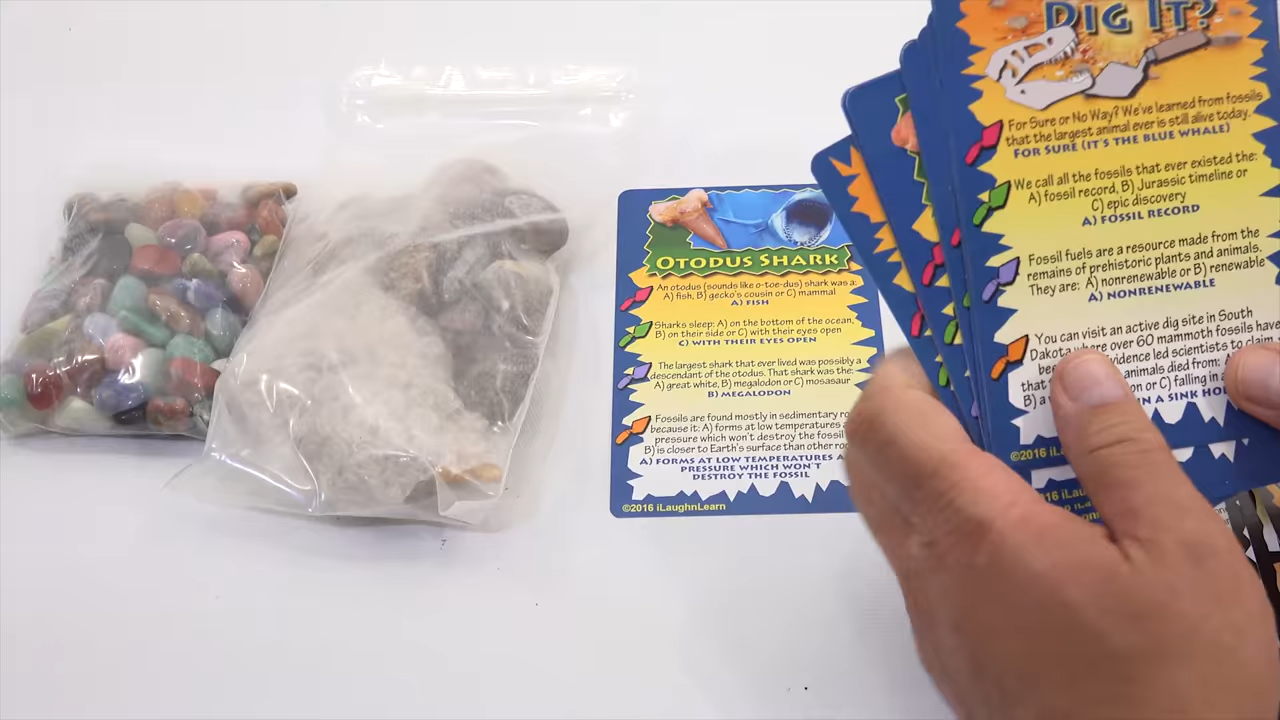 OTODUS SHARK
An otodus (sounds like o-toe-dus) shark was a:
A) fish, B) gecko's cousin or C) mammal
A) FISH
Sharks sleep: A) on the bottom of the ocean,
B) on their side or C) with their eyes open
C) WITH THEIR EYES OPEN
The largest shark that ever lived was possibly a
descendant of the otodus. That shark was the:
A) great white, B) megalodon or C) mosasaur
B) MEGALODON
Fossils are found mostly in sedimentary
because it: A) forms at low temperatures
pressure which won't destroy the fossil
B) is closer to Earth's surface than other
A) FORMS AT LOW TEMPERATURES
PRESSURE WHICH WON'T
DESTROY THE FOSSIL
©2016 iLaughnLearn
DIG IT?
For Sure or No Way? We've learned from fossils
that the largest animal ever is still alive today.
FOR SURE (IT'S THE BLUE WHALE)
We call all the fossils that ever existed the:
A) fossil record, B) Jurassic timeline or
C) epic discovery
A) FOSSIL RECORD
Fossil fuels are a resource made from the
remains of prehistoric plants and animals.
They are: A) nonrenewable or B) renewable
A) NONRENEWABLE
You can visit an active dig site in South
Dakota where over 60 mammoth fossils have
evidence led scientists to claim
that animals died from:
B) a or C) falling in a
IN A SINK
©2016